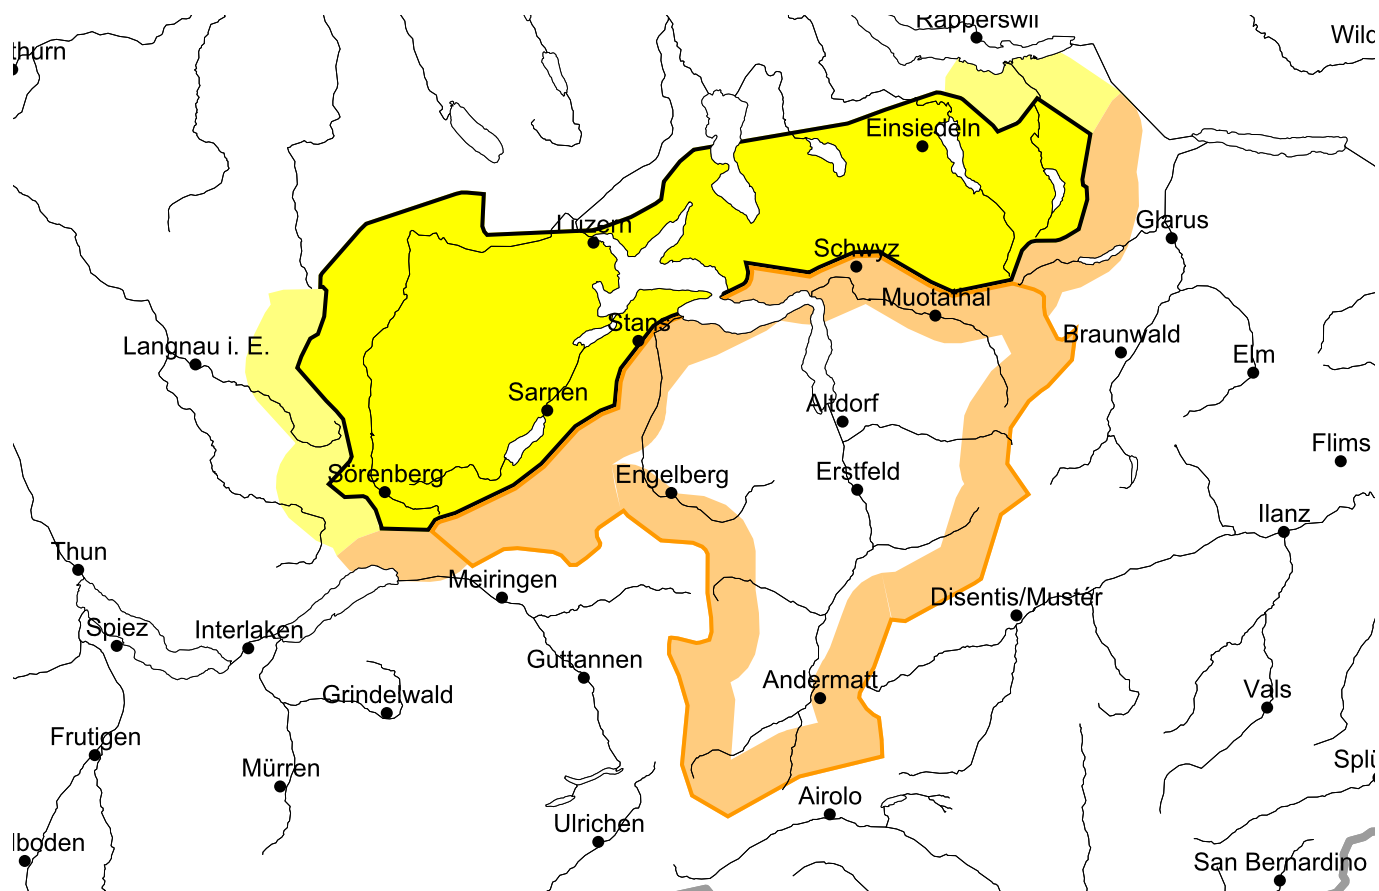 Rapperswil
Wild
thurn
Einsiedeln
Luzern
Glarus
Schwyz
Muotathal
Stans
Braunwald
Langnau i. E.
Elm
Sarnen
Altdorf
Flims
Sörenberg
Engelberg
Erstfeld
Ilanz
Thun
Meiringen
Disentis/Mustér
Spiez
Interlaken
Guttannen
Andermatt
Vals
Grindelwald
Frutigen
Mürren
Splü
Airolo
Ulrichen
lboden
San Bernardino